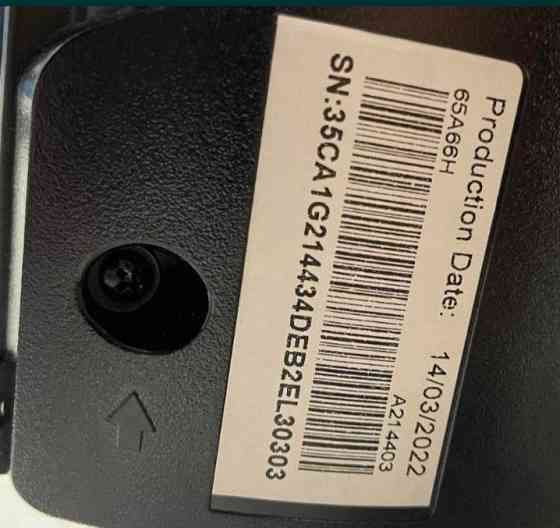 Production Date: 14/03/2022
65A66H A214403
SN:35CA1G214434DEB2EL30303